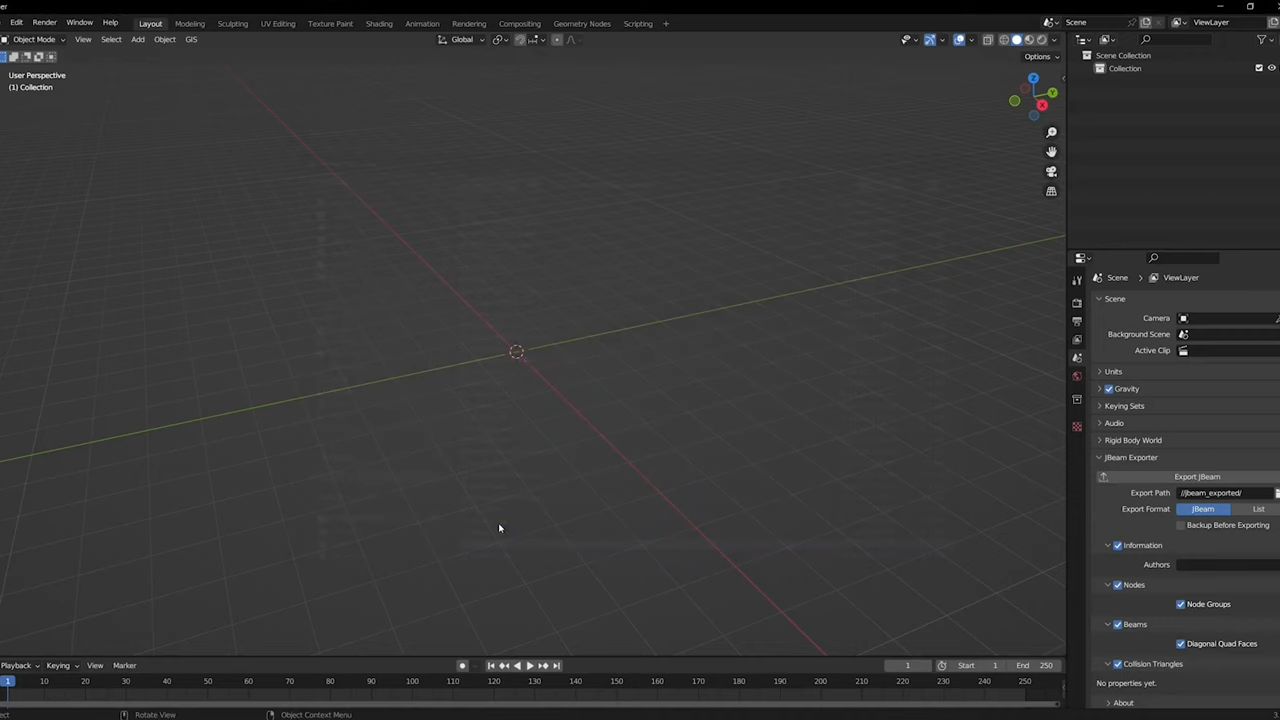 er
Edit Render Window Help Layout Modeling Sculpting UV Editing Texture Paint Shading Animation Rendering Compositing Geometry Nodes Scripting + Scene ViewLayer
Object Mode View Select Add Object GIS Global
Options
User Perspective
(1) Collection
Z
Y
X
Scene Collection
Collection
Scene > ViewLayer
Scene
Camera
Background Scene
Active Clip
Units
Gravity
Keying Sets
Audio
Rigid Body World
JBeam Exporter
Export JBeam
Export Path //jbeam_exported/
Export Format JBeam List
Backup Before Exporting
Information
Authors
Nodes
Node Groups
Beams
Diagonal Quad Faces
Collision Triangles
No properties yet.
About
Playback Keying View Marker 1 Start 1 End 250
1 10 20 30 40 50 60 70 80 90 100 110 120 130 140 150 160 170 180 190 200 210 220 230 240 250
ect Rotate View Object Context Menu